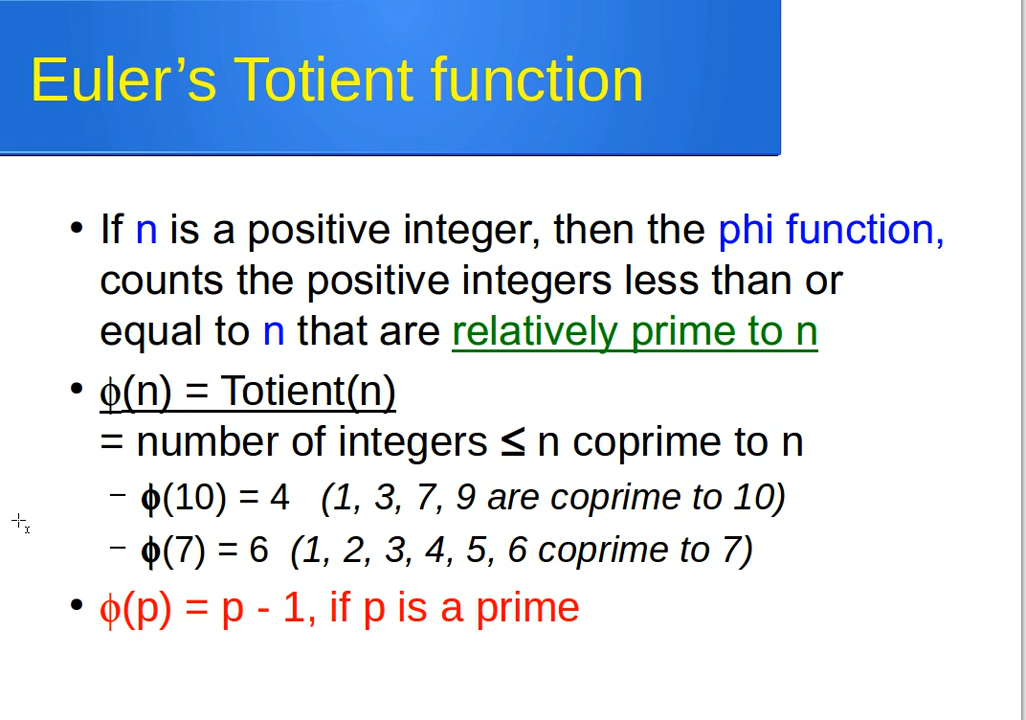 Euler’s Totient function
• If n is a positive integer, then the phi function,
counts the positive integers less than or
equal to n that are relatively prime to n
• ϕ(n) = Totient(n)
= number of integers ≤ n coprime to n
– ϕ(10) = 4 (1, 3, 7, 9 are coprime to 10)
– ϕ(7) = 6 (1, 2, 3, 4, 5, 6 coprime to 7)
• ϕ(p) = p - 1, if p is a prime